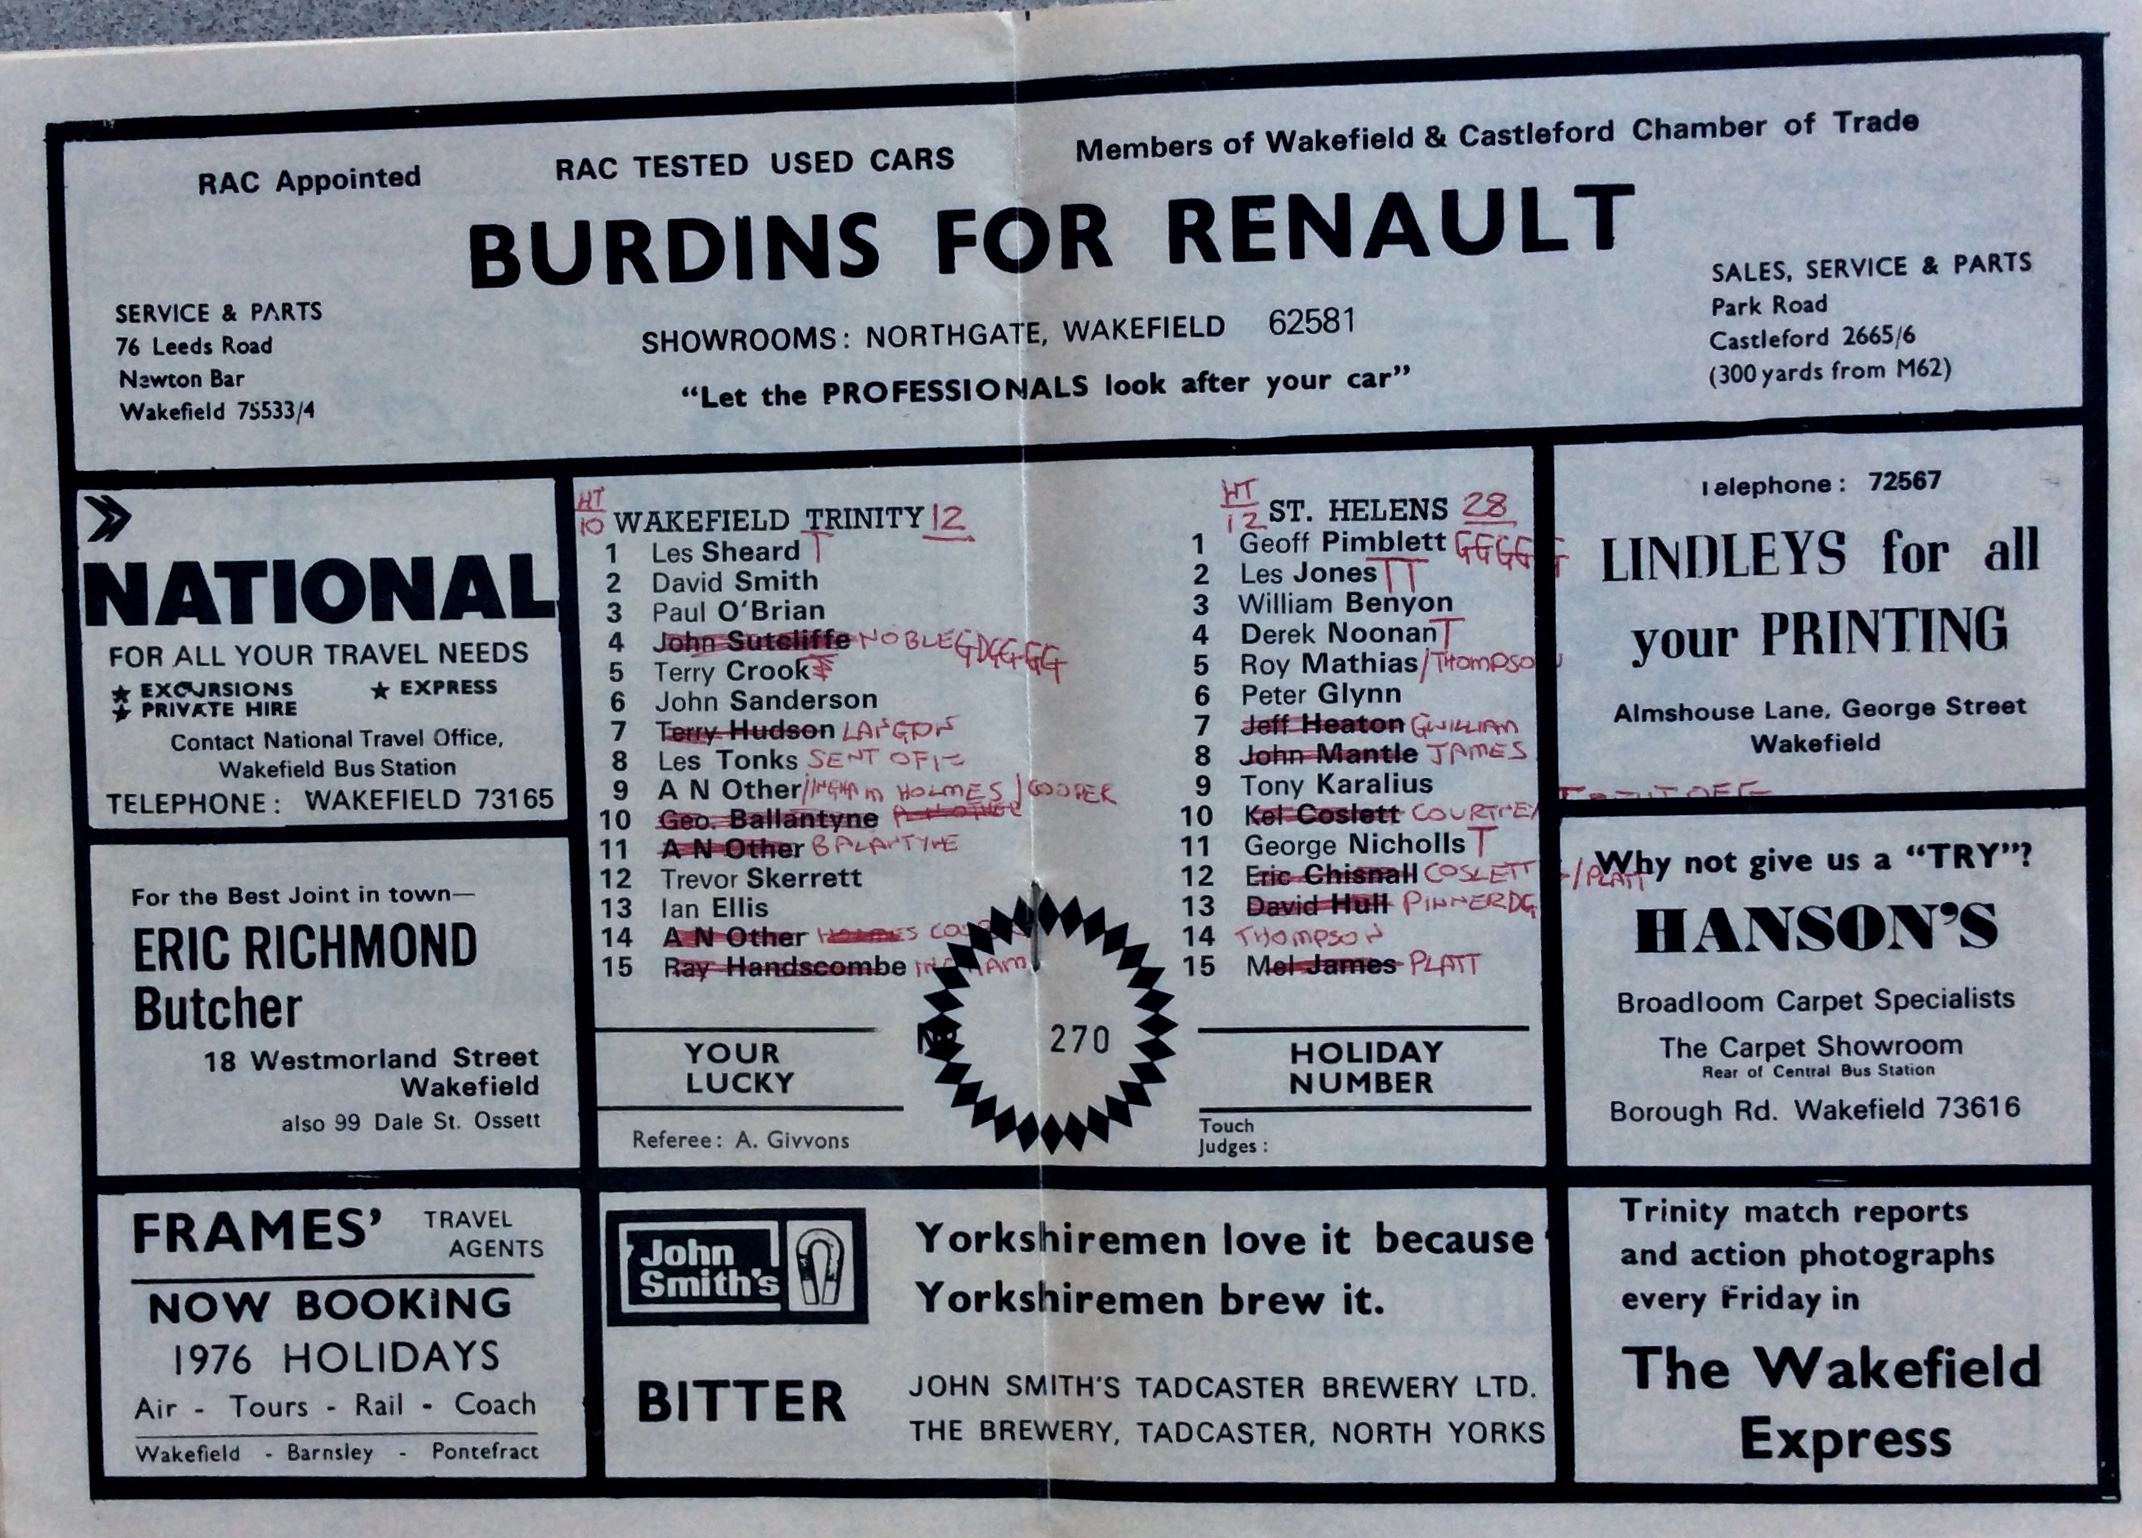 RAC Appointed
RAC TESTED USED CARS
Members of Wakefield & Castleford Chamber of Trade
BURDINS FOR RENAULT
SERVICE & PARTS
76 Leeds Road
Newton Bar
Wakefield 75533/4
SHOWROOMS: NORTHGATE, WAKEFIELD 62581
"Let the PROFESSIONALS look after your car"
SALES, SERVICE & PARTS
Park Road
Castleford 2665/6
(300 yards from M62)
NATIONAL
FOR ALL YOUR TRAVEL NEEDS
★ EXCURSIONS ★ EXPRESS
★ PRIVATE HIRE
Contact National Travel Office,
Wakefield Bus Station
TELEPHONE: WAKEFIELD 73165
For the Best Joint in town—
ERIC RICHMOND
Butcher
18 Westmorland Street
Wakefield
also 99 Dale St. Ossett
FRAMES' TRAVEL
AGENTS
NOW BOOKING
1976 HOLIDAYS
Air - Tours - Rail - Coach
Wakefield - Barnsley - Pontefract
HT
10 WAKEFIELD TRINITY 12
1 Les Sheard T
2 David Smith
3 Paul O'Brian
4 John Sutcliffe NOBLE
5 Terry Crook
6 John Sanderson
7 Terry Hudson
8 Les Tonks SENT OFF
9 A N Other/INGHAM HOLMES/COOPER
10 Geo. Ballantyne
11 A N Other BALANTYNE
12 Trevor Skerrett
13 Ian Ellis
14 A N Other HOLMES
15 Ray Handscombe INGHAM
HT
12 ST. HELENS 28
1 Geoff Pimblett GGGGG
2 Les Jones TT
3 William Benyon
4 Derek Noonan T
5 Roy Mathias/THOMPSON
6 Peter Glynn
7 Jeff Heaton GWILLIAM
8 John Mantle JAMES
9 Tony Karalius
10 Kel Coslett COURTNEY
11 George Nicholls T
12 Eric Chisnall COSLETT /PLATT
13 David Hull PINNER DG
14 THOMPSON
15 Mel James PLATT
YOUR
LUCKY
No. 270
HOLIDAY
NUMBER
Referee: A. Givvons
Touch
Judges:
John
Smith's
BITTER
Yorkshiremen love it because
Yorkshiremen brew it.
JOHN SMITH'S TADCASTER BREWERY LTD.
THE BREWERY, TADCASTER, NORTH YORKS
Telephone: 72567
LINDLEYS for all
your PRINTING
Almshouse Lane, George Street
Wakefield
Why not give us a "TRY"?
HANSON'S
Broadloom Carpet Specialists
The Carpet Showroom
Rear of Central Bus Station
Borough Rd. Wakefield 73616
Trinity match reports
and action photographs
every Friday in
The Wakefield
Express